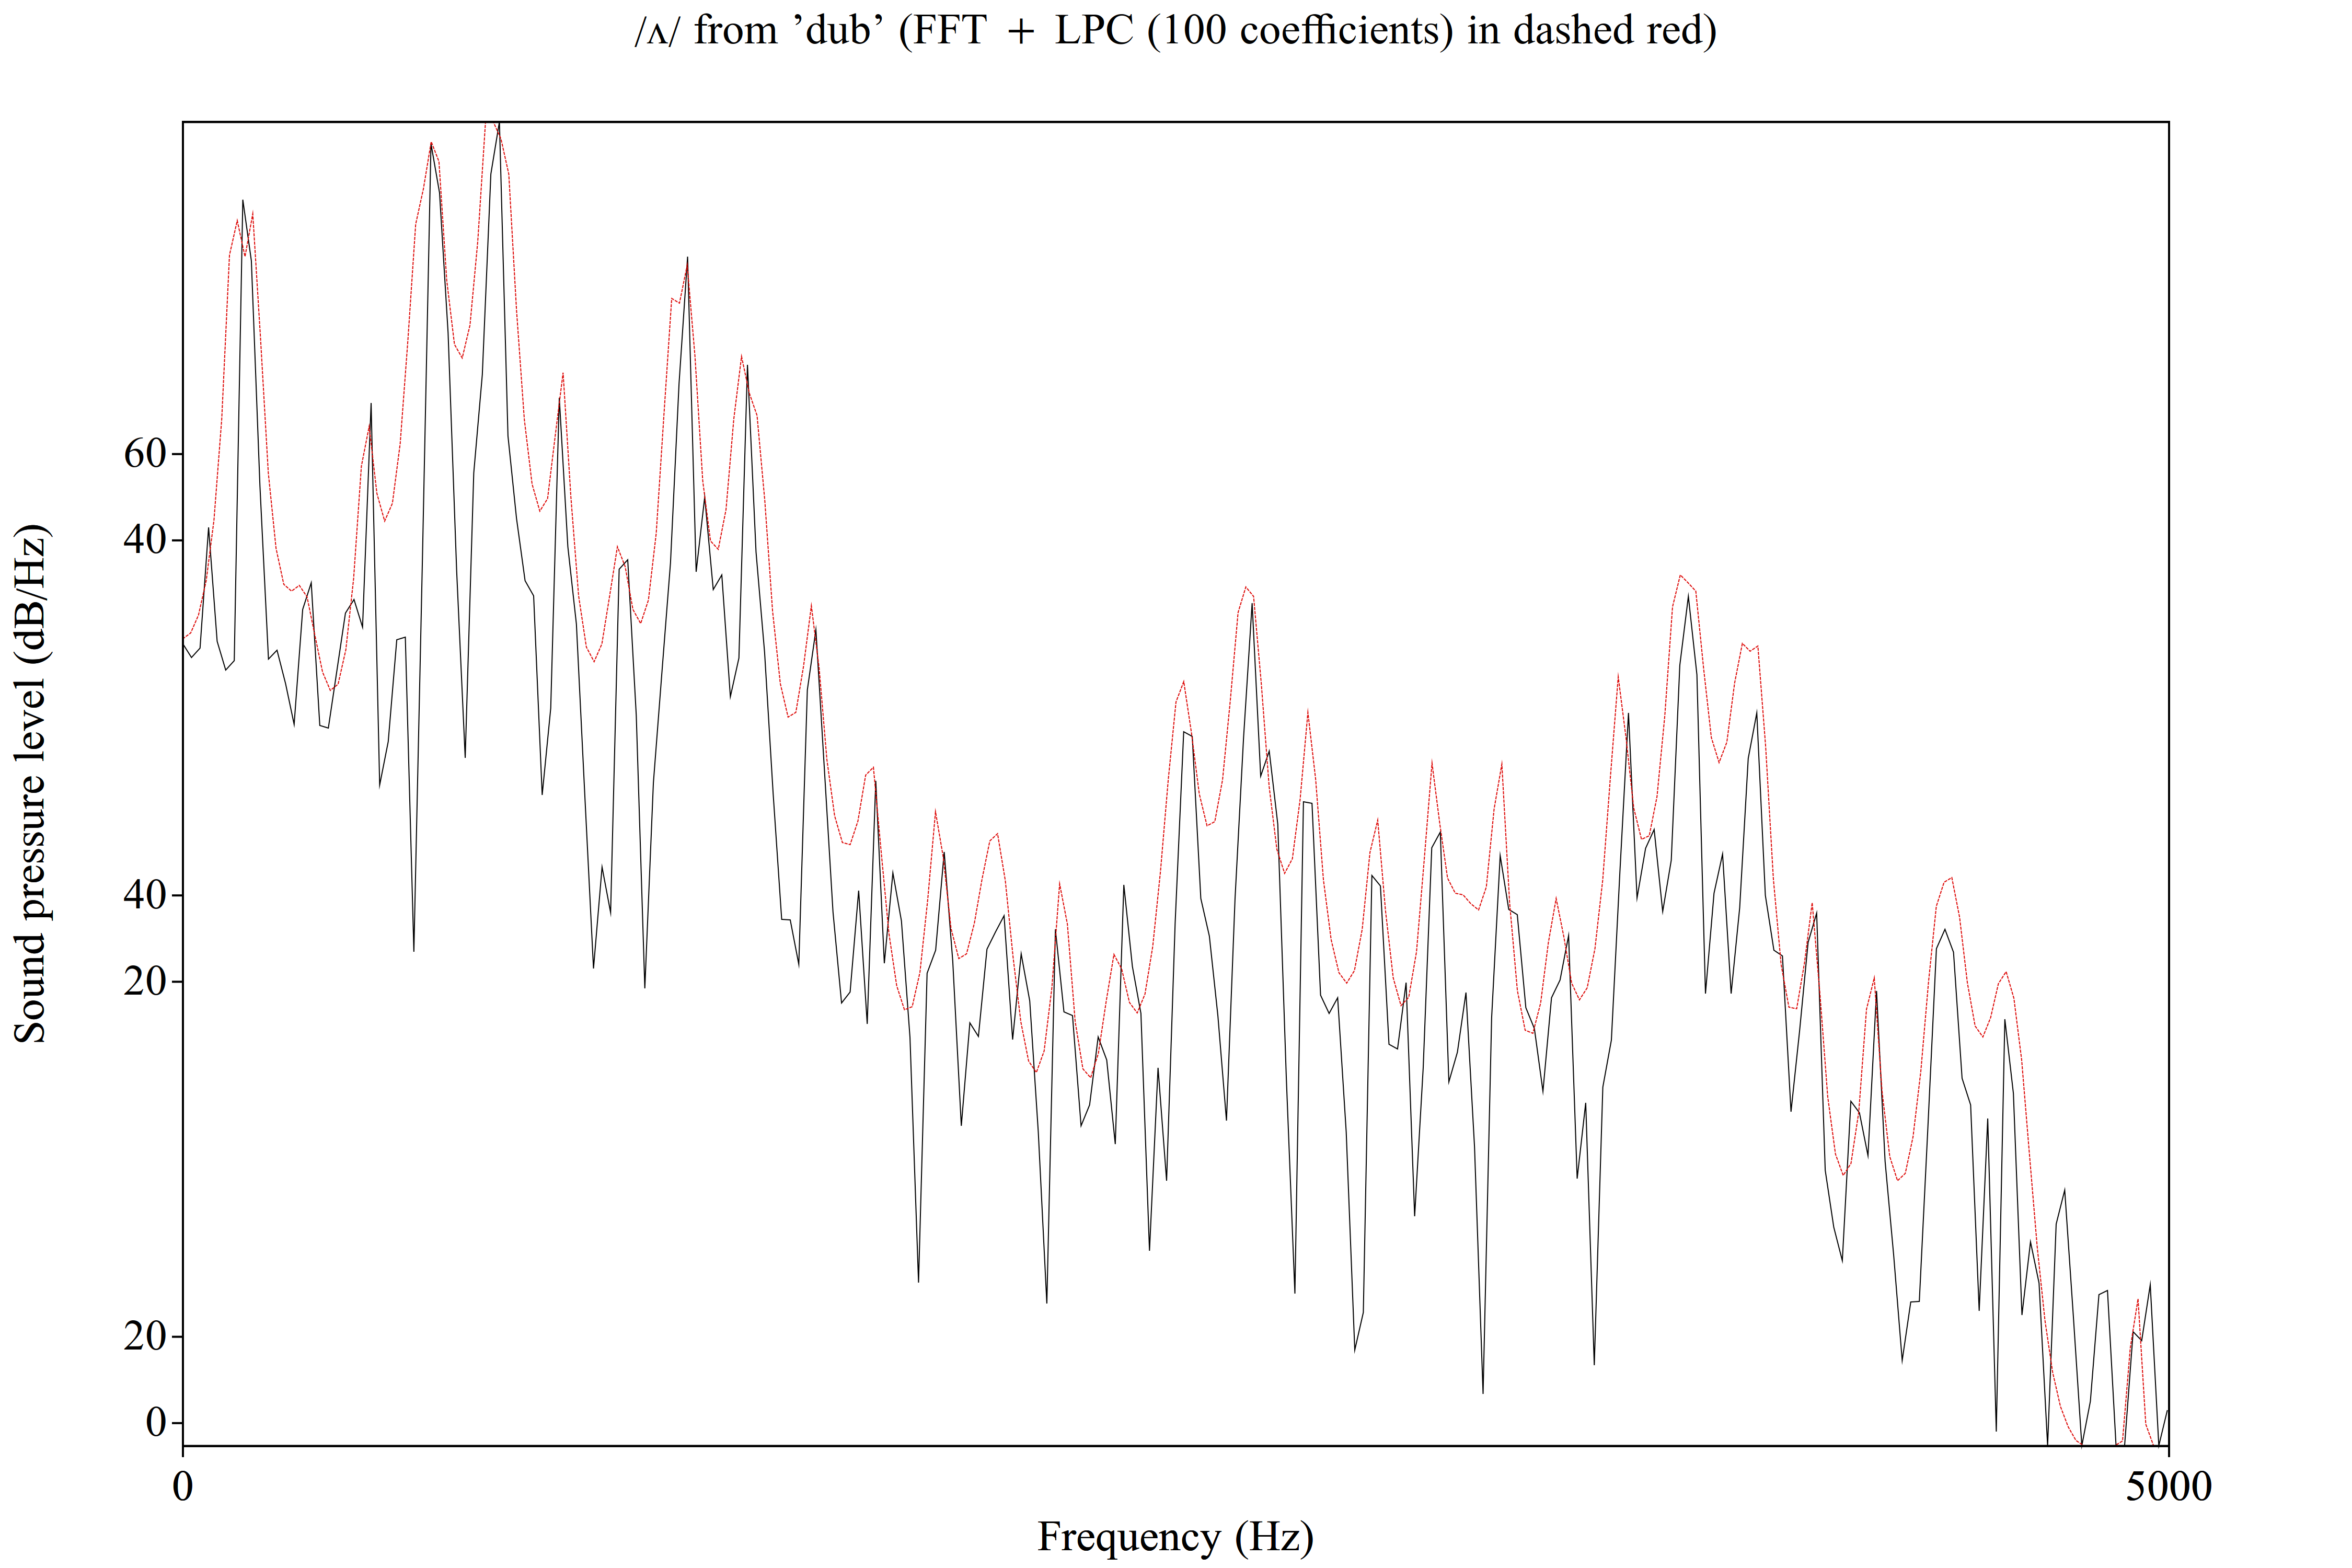 /ʌ/ from ’dub’ (FFT + LPC (100 coefficients) in dashed red)
Sound pressure level (dB/Hz)
60
40
40
20
20
0
0
5000
Frequency (Hz)